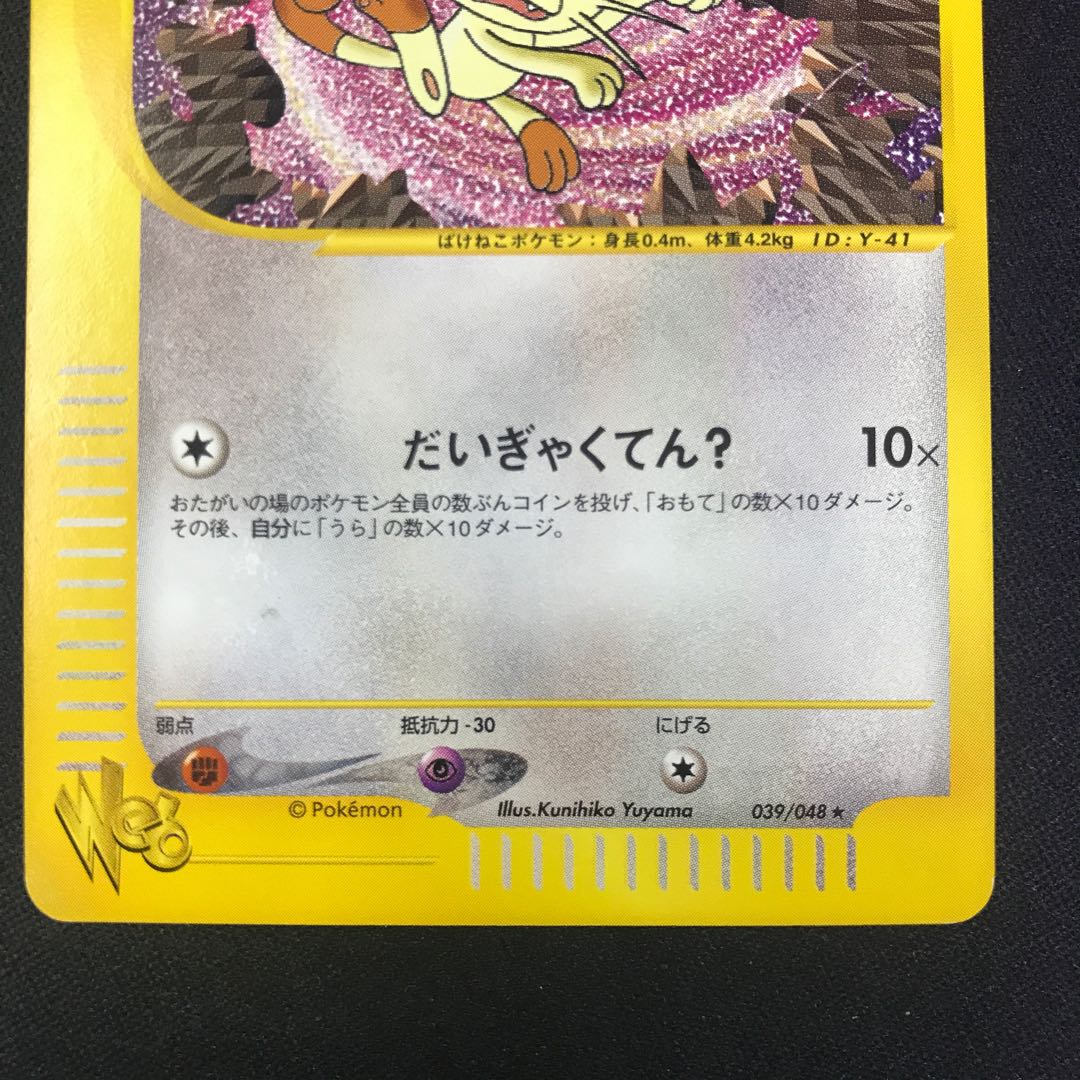 ばけねこポケモン：身長0.4m、体重4.2kg ID:Y-41
だいぎゃくてん? 10×
おたがいの場のポケモン全員の数ぶんコインを投げ、「おもて」の数×10ダメージ。
その後、自分に「うら」の数×10ダメージ。
弱点 抵抗力-30 にげる
©Pokémon Illus.Kunihiko Yuyama 039/048★
Web